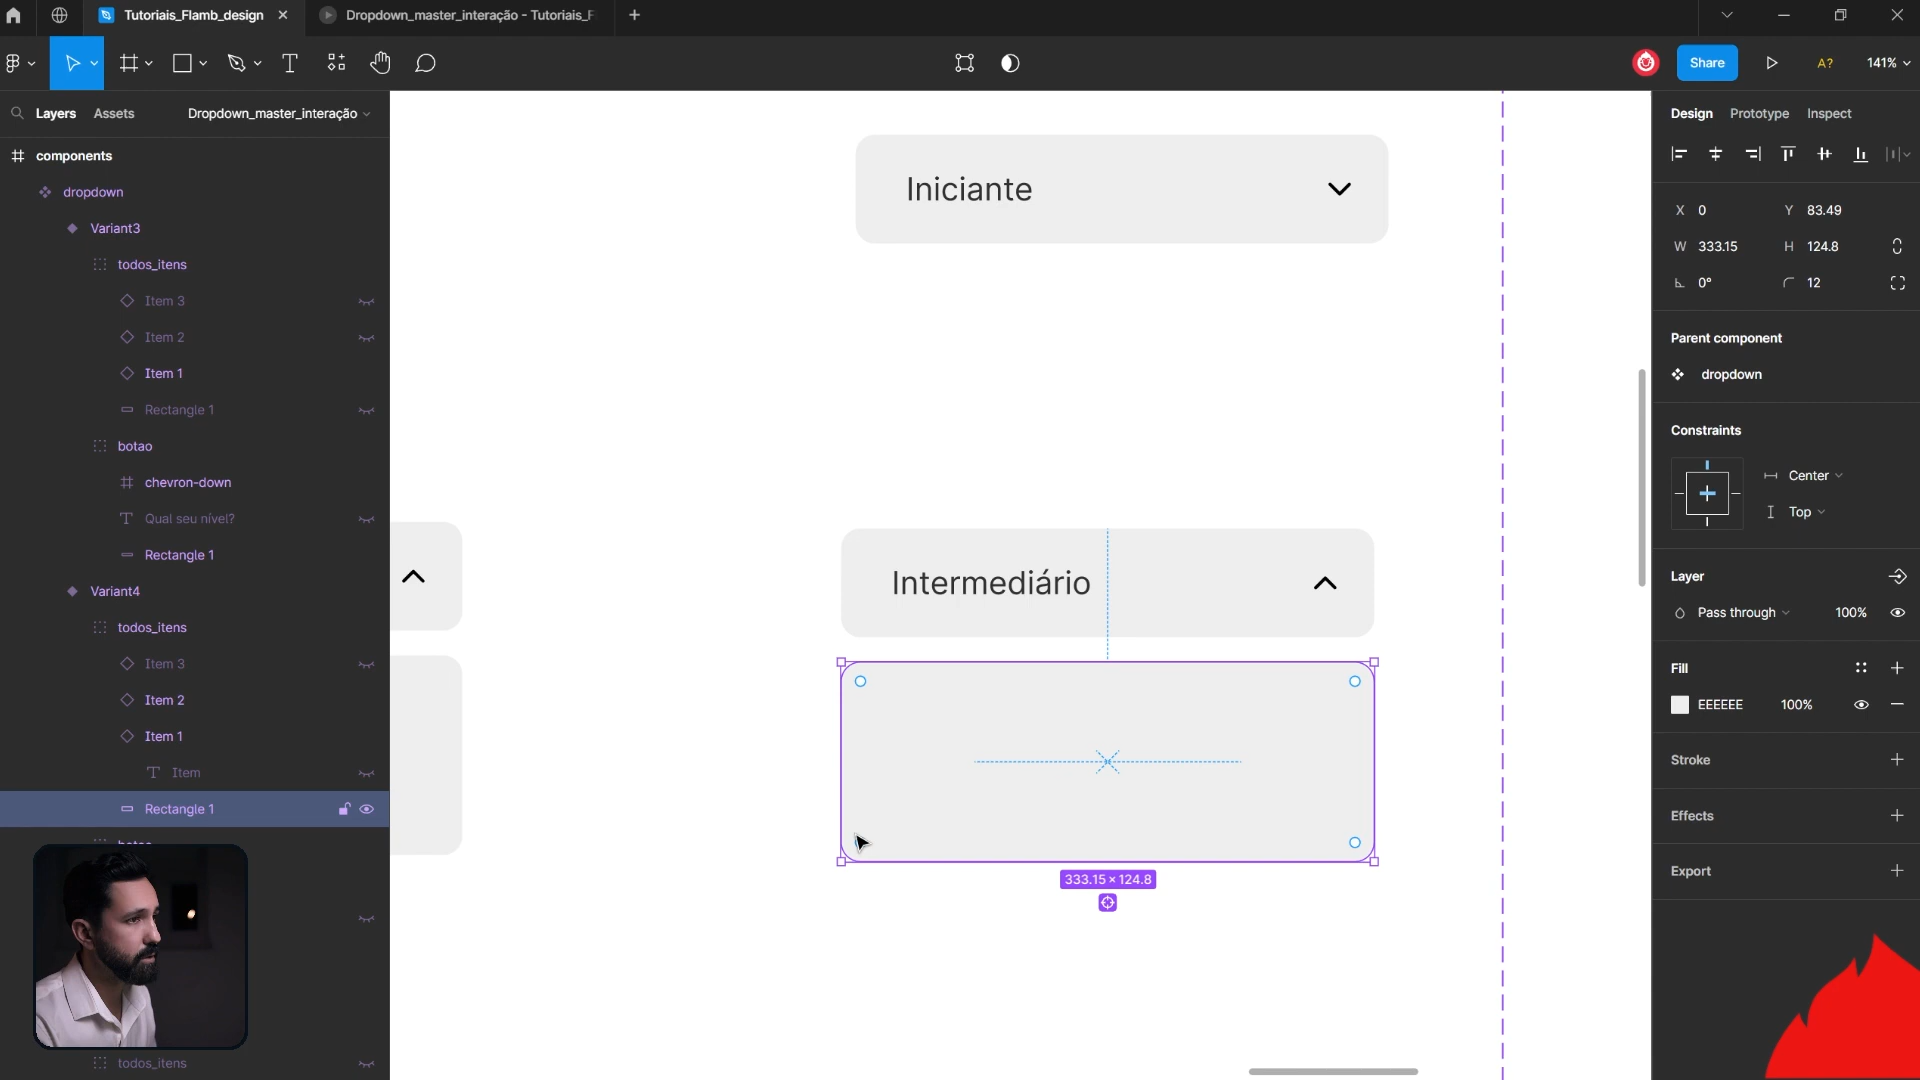 Tutoriais_Flamb_design
Dropdown_master_interação - Tutoriais_F
Share
A?
141%
Layers
Assets
Dropdown_master_interação
components
dropdown
Variant3
todos_itens
Item 3
Item 2
Item 1
Rectangle 1
botao
chevron-down
Qual seu nível?
Rectangle 1
Variant4
todos_itens
Item 3
Item 2
Item 1
Item
Rectangle 1
botao
todos_itens
Iniciante
Intermediário
333.15 × 124.8
Design
Prototype
Inspect
X 0
Y 83.49
W 333.15
H 124.8
0°
12
Parent component
dropdown
Constraints
Center
Top
Layer
Pass through
100%
Fill
EEEEEE
100%
Stroke
Effects
Export